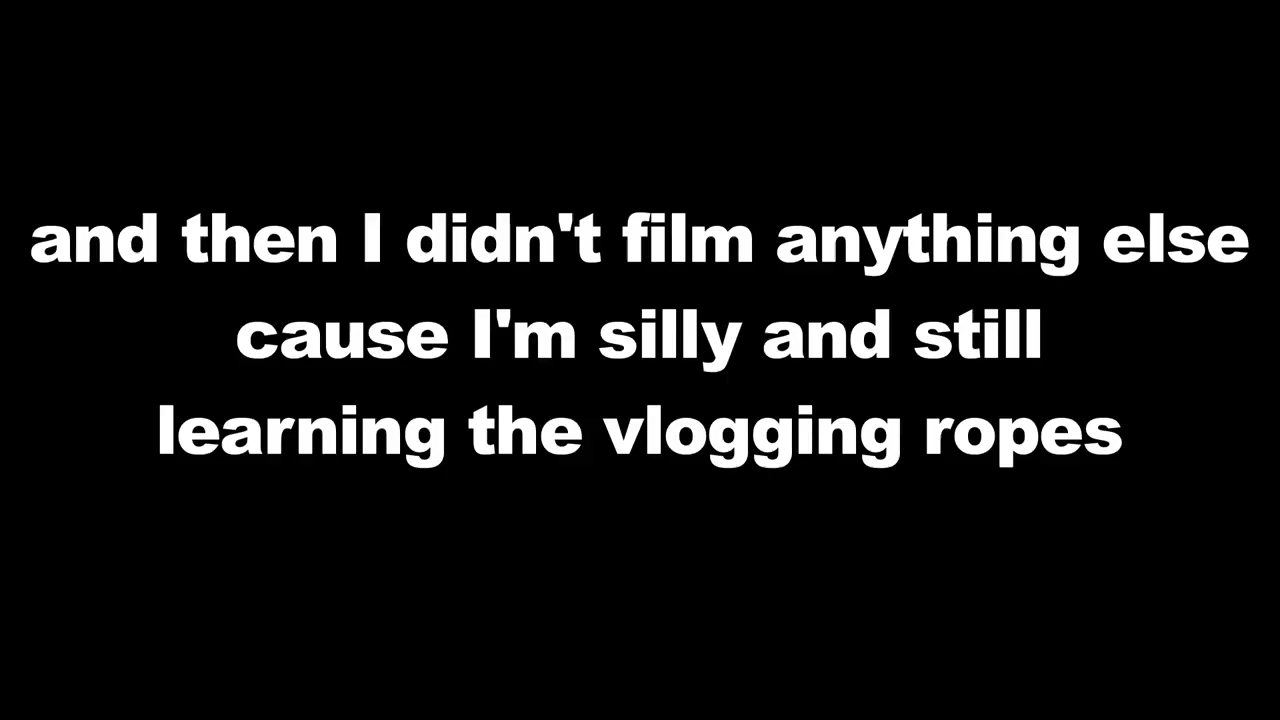 and then I didn't film anything else
cause I'm silly and still
learning the vlogging ropes